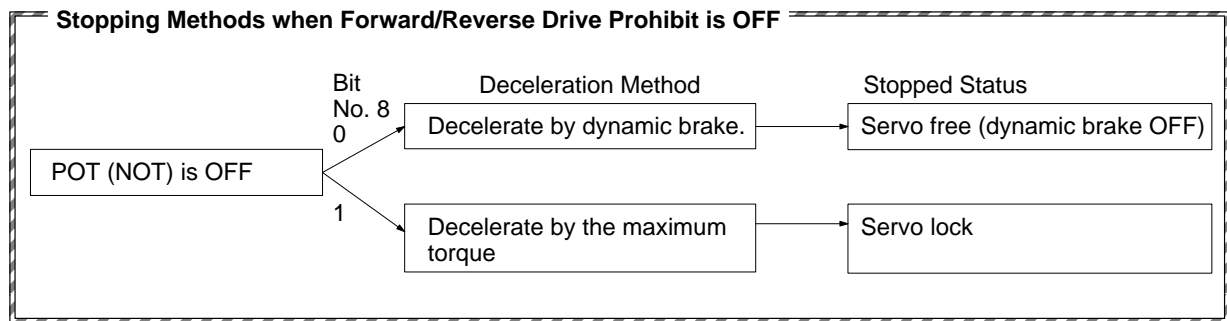 Stopping Methods when Forward/Reverse Drive Prohibit is OFF
Bit
No. 8
0
Deceleration Method
Stopped Status
Decelerate by dynamic brake.
Servo free (dynamic brake OFF)
POT (NOT) is OFF
1
Decelerate by the maximum
torque
Servo lock